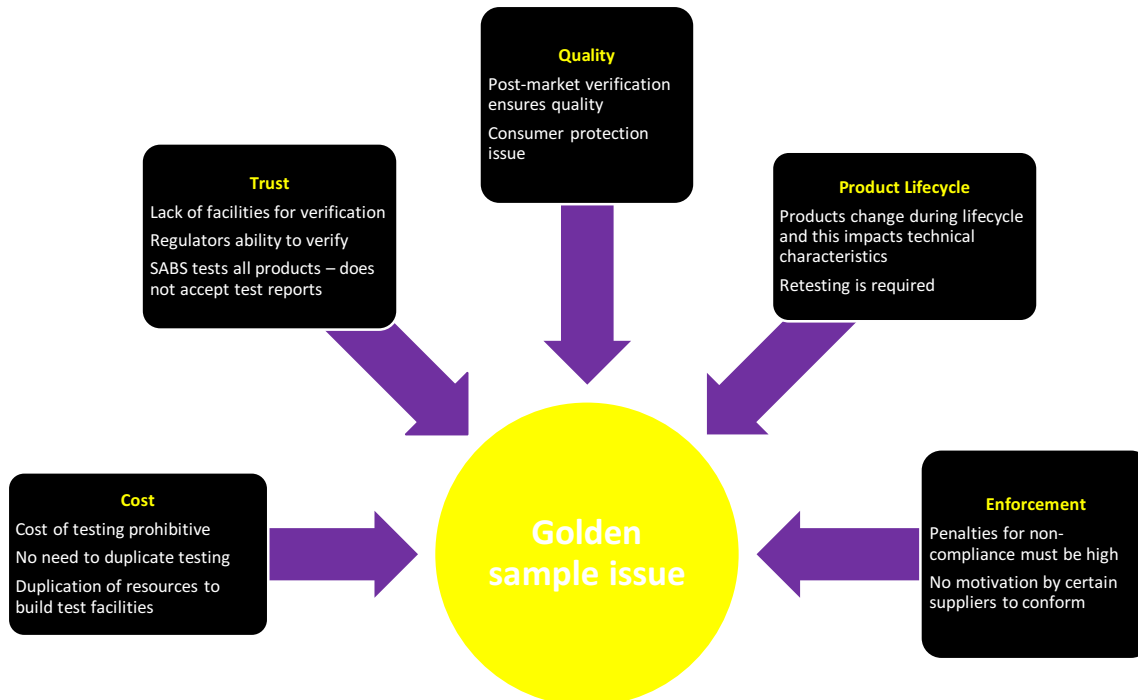 Quality
Post-market verification
ensures quality
Consumer protection
issue
Trust
Lack of facilities for verification
Regulators ability to verify
SABS tests all products – does
not accept test reports
Product Lifecycle
Products change during lifecycle
and this impacts technical
characteristics
Retesting is required
Cost
Cost of testing prohibitive
No need to duplicate testing
Duplication of resources to
build test facilities
Golden
sample issue
Enforcement
Penalties for non-
compliance must be high
No motivation by certain
suppliers to conform